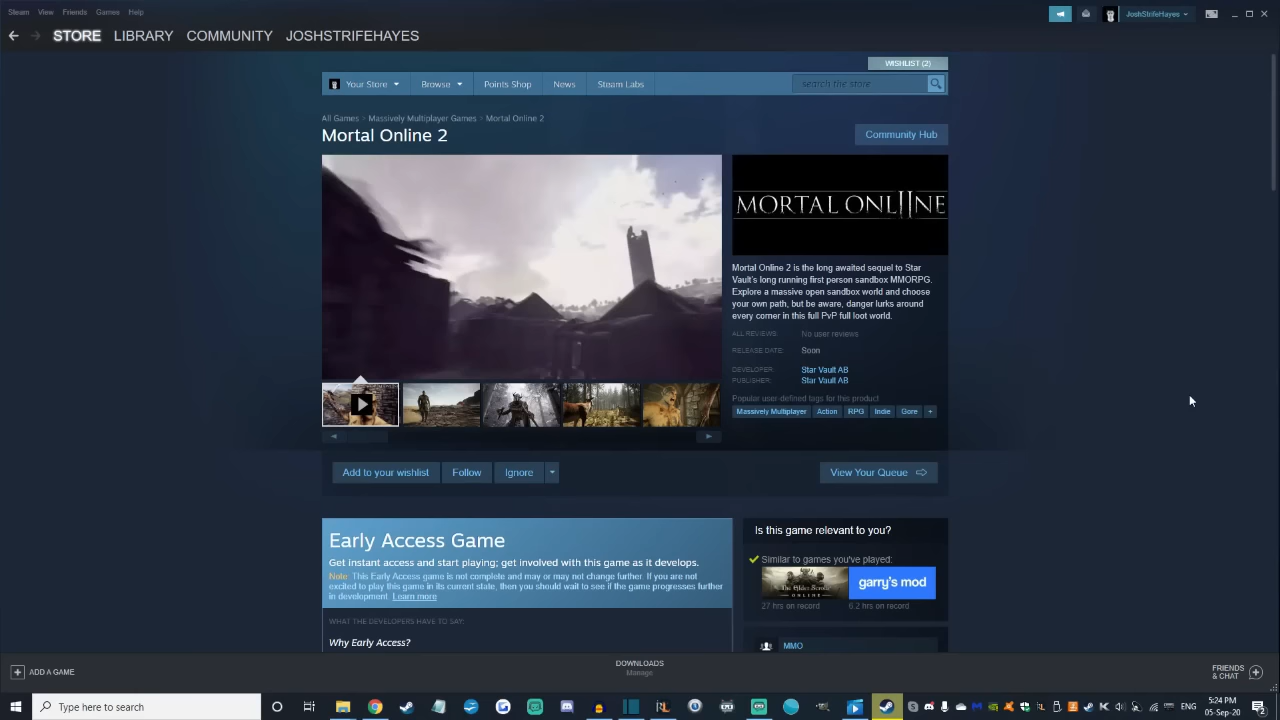 Steam View Friends Games Help
JoshStrifeHayes
STORE LIBRARY COMMUNITY JOSHSTRIFEHAYES
WISHLIST (2)
Your Store Browse Points Shop News Steam Labs search the store
All Games > Massively Multiplayer Games > Mortal Online 2
Mortal Online 2
Community Hub
MORTAL ONLIINE
Mortal Online 2 is the long awaited sequel to Star
Vault's long running first person sandbox MMORPG.
Explore a massive open sandbox world and choose
your own path, but be aware, danger lurks around
every corner in this full PvP full loot world.
ALL REVIEWS: No user reviews
RELEASE DATE: Soon
DEVELOPER: Star Vault AB
PUBLISHER: Star Vault AB
Popular user-defined tags for this product:
Massively Multiplayer Action RPG Indie Gore +
Add to your wishlist Follow Ignore View Your Queue
Early Access Game
Get instant access and start playing; get involved with this game as it develops.
Note: This Early Access game is not complete and may or may not change further. If you are not
excited to play this game in its current state, then you should wait to see if the game progresses further
in development. Learn more
WHAT THE DEVELOPERS HAVE TO SAY:
Why Early Access?
Is this game relevant to you?
Similar to games you've played:
The Elder Scrolls
ONLINE
garry's mod
27 hrs on record 6.2 hrs on record
MMO
ADD A GAME
DOWNLOADS
Manage
FRIENDS
& CHAT
Type here to search
ENG
5:24 PM
05-Sep-20